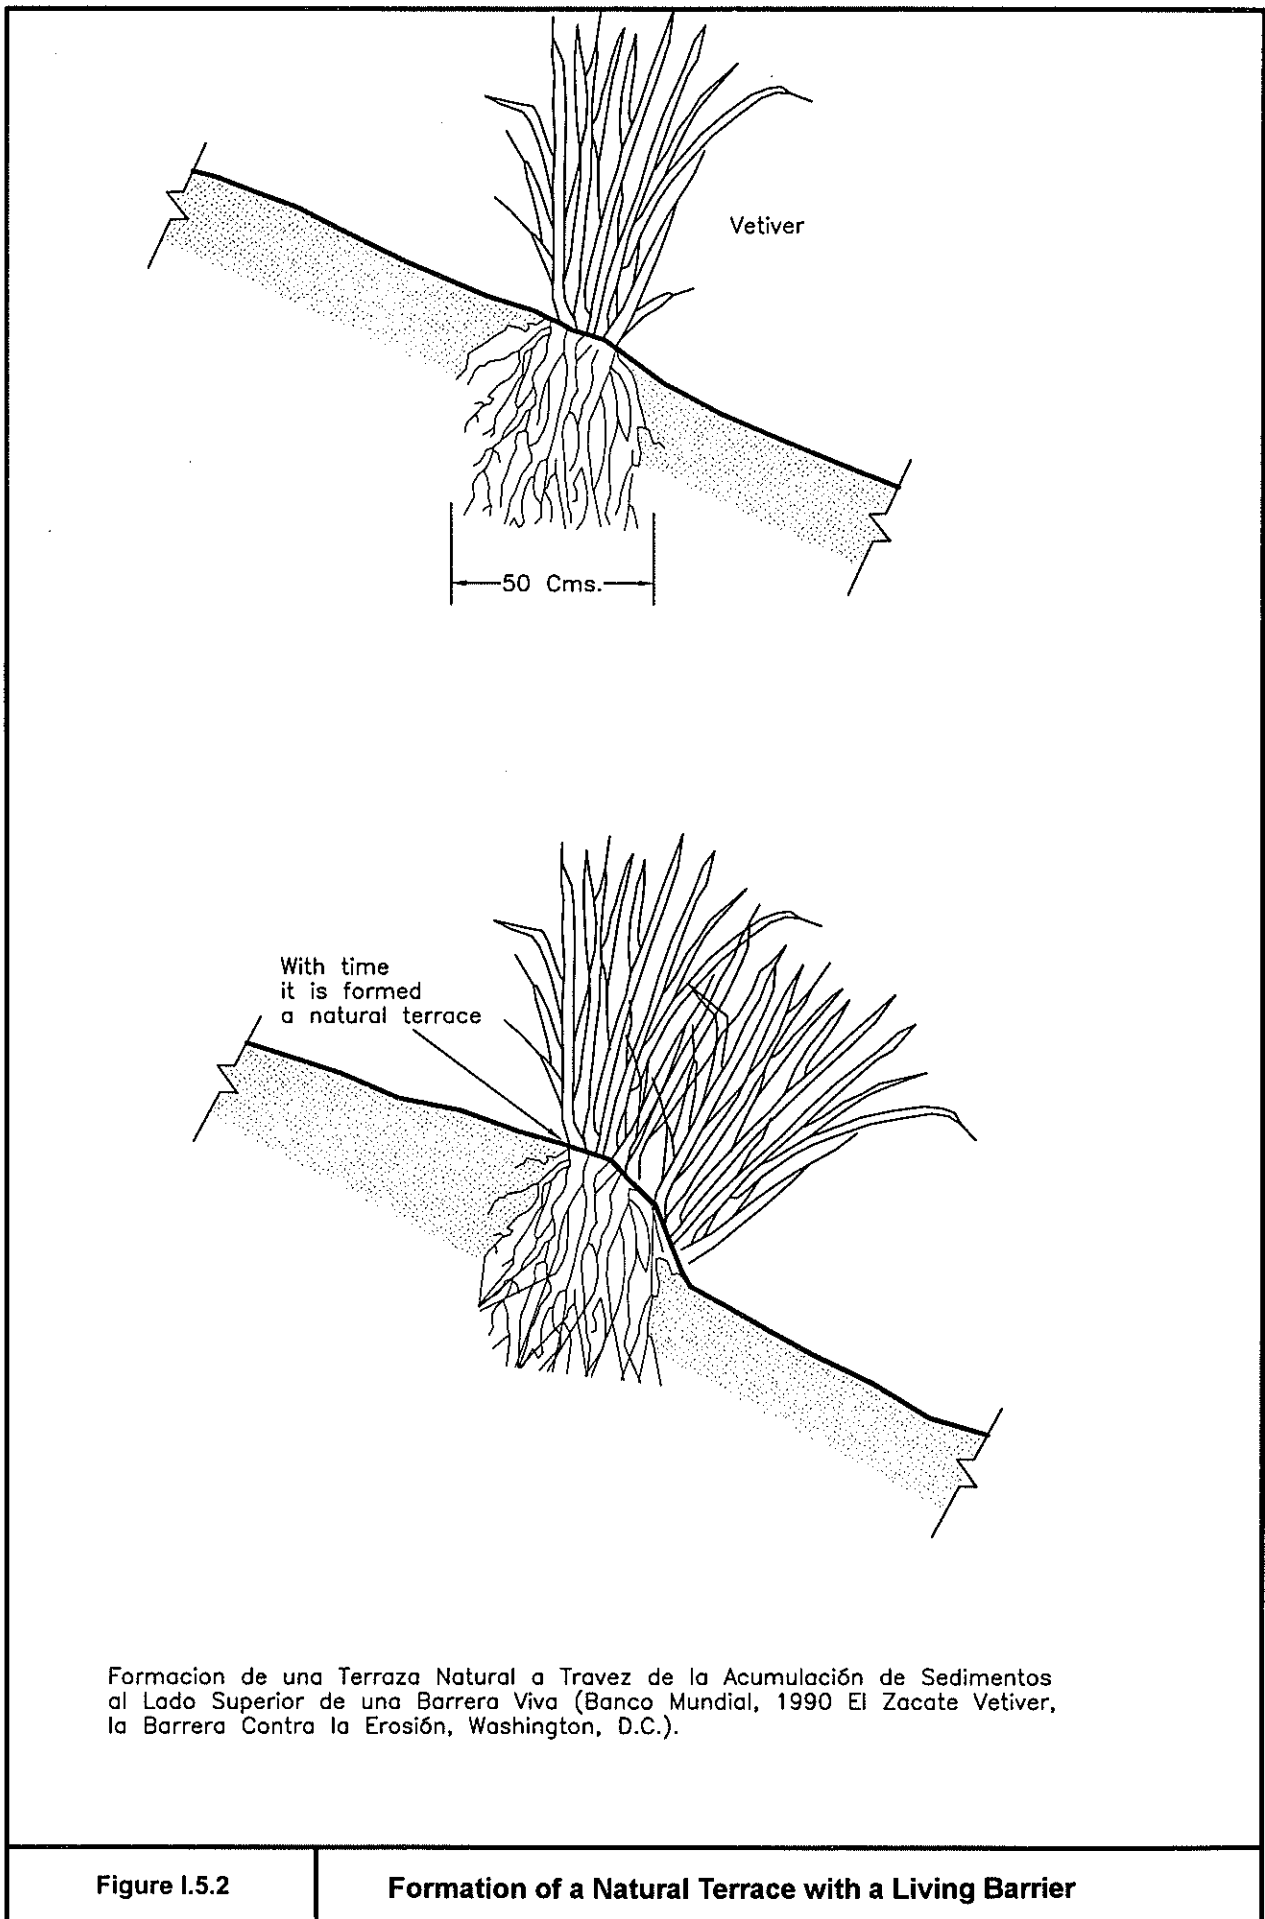 Vetiver
50 Cms.
With time
it is formed
a natural terrace
Formacion de una Terraza Natural a Travez de la Acumulación de Sedimentos
al Lado Superior de una Barrera Viva (Banco Mundial, 1990 El Zacate Vetiver,
la Barrera Contra la Erosión, Washington, D.C.).
Figure I.5.2
Formation of a Natural Terrace with a Living Barrier